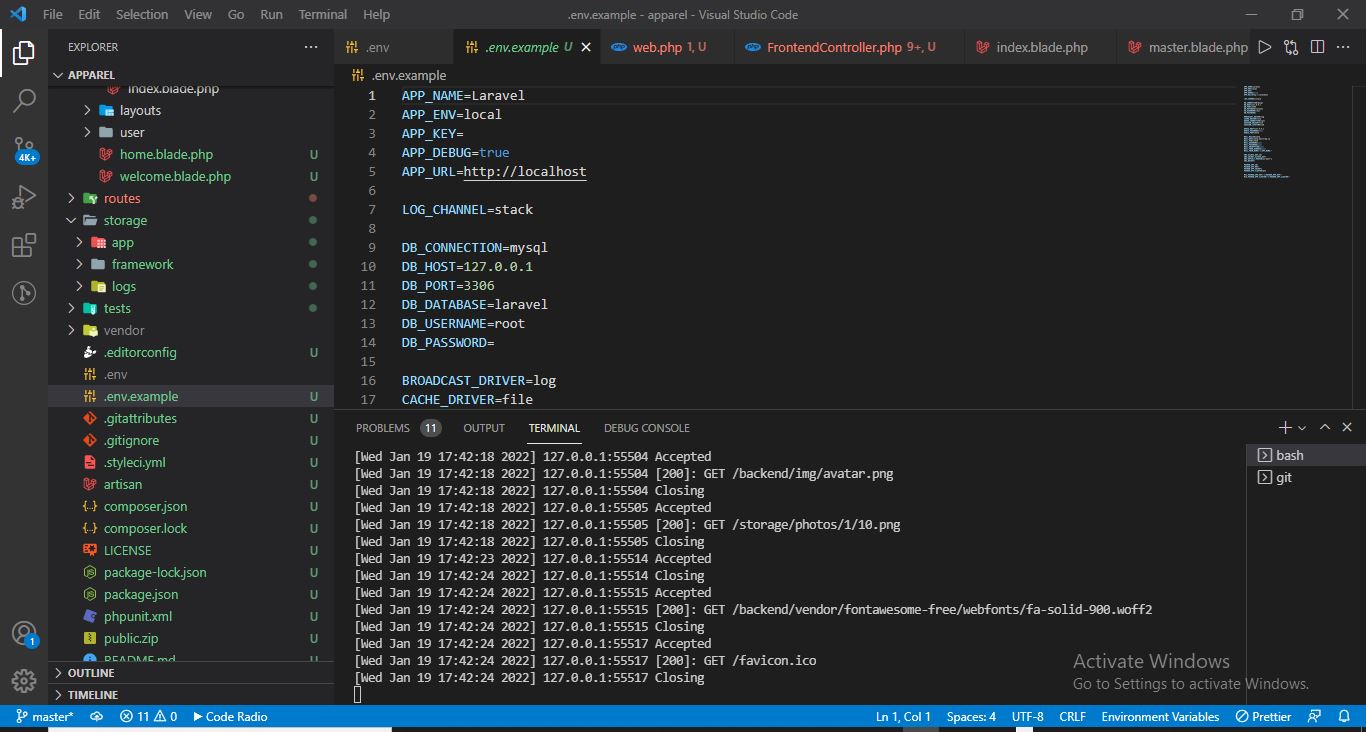 File Edit Selection View Go Run Terminal Help
.env.example - apparel - Visual Studio Code
EXPLORER
.env
.env.example U
web.php 1, U
FrontendController.php 9+, U
index.blade.php
master.blade.php
APPAREL
index.blade.php
layouts
user
home.blade.php U
welcome.blade.php U
routes
storage
app
framework
logs
tests
vendor
.editorconfig U
.env
.env.example U
.gitattributes U
.gitignore U
.styleci.yml U
artisan U
composer.json U
composer.lock U
LICENSE U
package-lock.json U
package.json U
phpunit.xml U
public.zip U
README.md U
OUTLINE
TIMELINE
4K+
1
.env.example
1 APP_NAME=Laravel
2 APP_ENV=local
3 APP_KEY=
4 APP_DEBUG=true
5 APP_URL=http://localhost
6
7 LOG_CHANNEL=stack
8
9 DB_CONNECTION=mysql
10 DB_HOST=127.0.0.1
11 DB_PORT=3306
12 DB_DATABASE=laravel
13 DB_USERNAME=root
14 DB_PASSWORD=
15
16 BROADCAST_DRIVER=log
17 CACHE_DRIVER=file
PROBLEMS 11 OUTPUT TERMINAL DEBUG CONSOLE
[Wed Jan 19 17:42:18 2022] 127.0.0.1:55504 Accepted
[Wed Jan 19 17:42:18 2022] 127.0.0.1:55504 [200]: GET /backend/img/avatar.png
[Wed Jan 19 17:42:18 2022] 127.0.0.1:55504 Closing
[Wed Jan 19 17:42:18 2022] 127.0.0.1:55505 Accepted
[Wed Jan 19 17:42:18 2022] 127.0.0.1:55505 [200]: GET /storage/photos/1/10.png
[Wed Jan 19 17:42:18 2022] 127.0.0.1:55505 Closing
[Wed Jan 19 17:42:23 2022] 127.0.0.1:55514 Accepted
[Wed Jan 19 17:42:24 2022] 127.0.0.1:55514 Closing
[Wed Jan 19 17:42:24 2022] 127.0.0.1:55515 Accepted
[Wed Jan 19 17:42:24 2022] 127.0.0.1:55515 [200]: GET /backend/vendor/fontawesome-free/webfonts/fa-solid-900.woff2
[Wed Jan 19 17:42:24 2022] 127.0.0.1:55515 Closing
[Wed Jan 19 17:42:24 2022] 127.0.0.1:55517 Accepted
[Wed Jan 19 17:42:24 2022] 127.0.0.1:55517 [200]: GET /favicon.ico
[Wed Jan 19 17:42:24 2022] 127.0.0.1:55517 Closing
bash
git
Activate Windows
Go to Settings to activate Windows.
master* 11 0 Code Radio
Ln 1, Col 1 Spaces: 4 UTF-8 CRLF Environment Variables Prettier